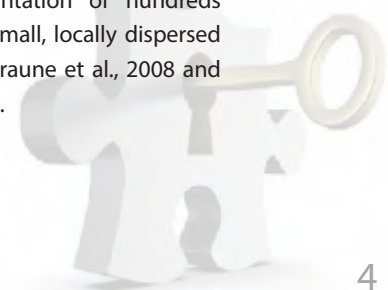 ntation of hundreds
mall, locally dispersed
raune et al., 2008 and
.
4